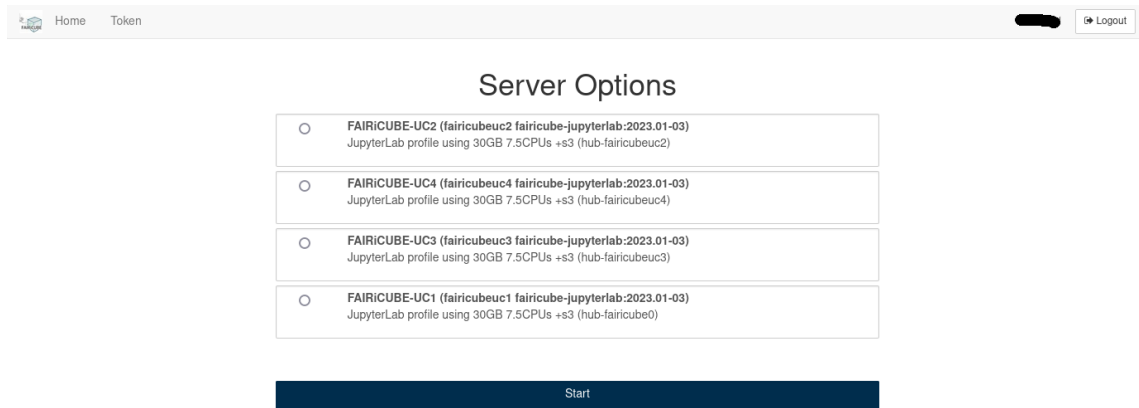 FAIRiCUBE
Home
Token
Logout
Server Options
FAIRiCUBE-UC2 (fairicubeuc2 fairicube-jupyterlab:2023.01-03)
JupyterLab profile using 30GB 7.5CPUs +s3 (hub-fairicubeuc2)
FAIRiCUBE-UC4 (fairicubeuc4 fairicube-jupyterlab:2023.01-03)
JupyterLab profile using 30GB 7.5CPUs +s3 (hub-fairicubeuc4)
FAIRiCUBE-UC3 (fairicubeuc3 fairicube-jupyterlab:2023.01-03)
JupyterLab profile using 30GB 7.5CPUs +s3 (hub-fairicubeuc3)
FAIRiCUBE-UC1 (fairicubeuc1 fairicube-jupyterlab:2023.01-03)
JupyterLab profile using 30GB 7.5CPUs +s3 (hub-fairicube0)
Start